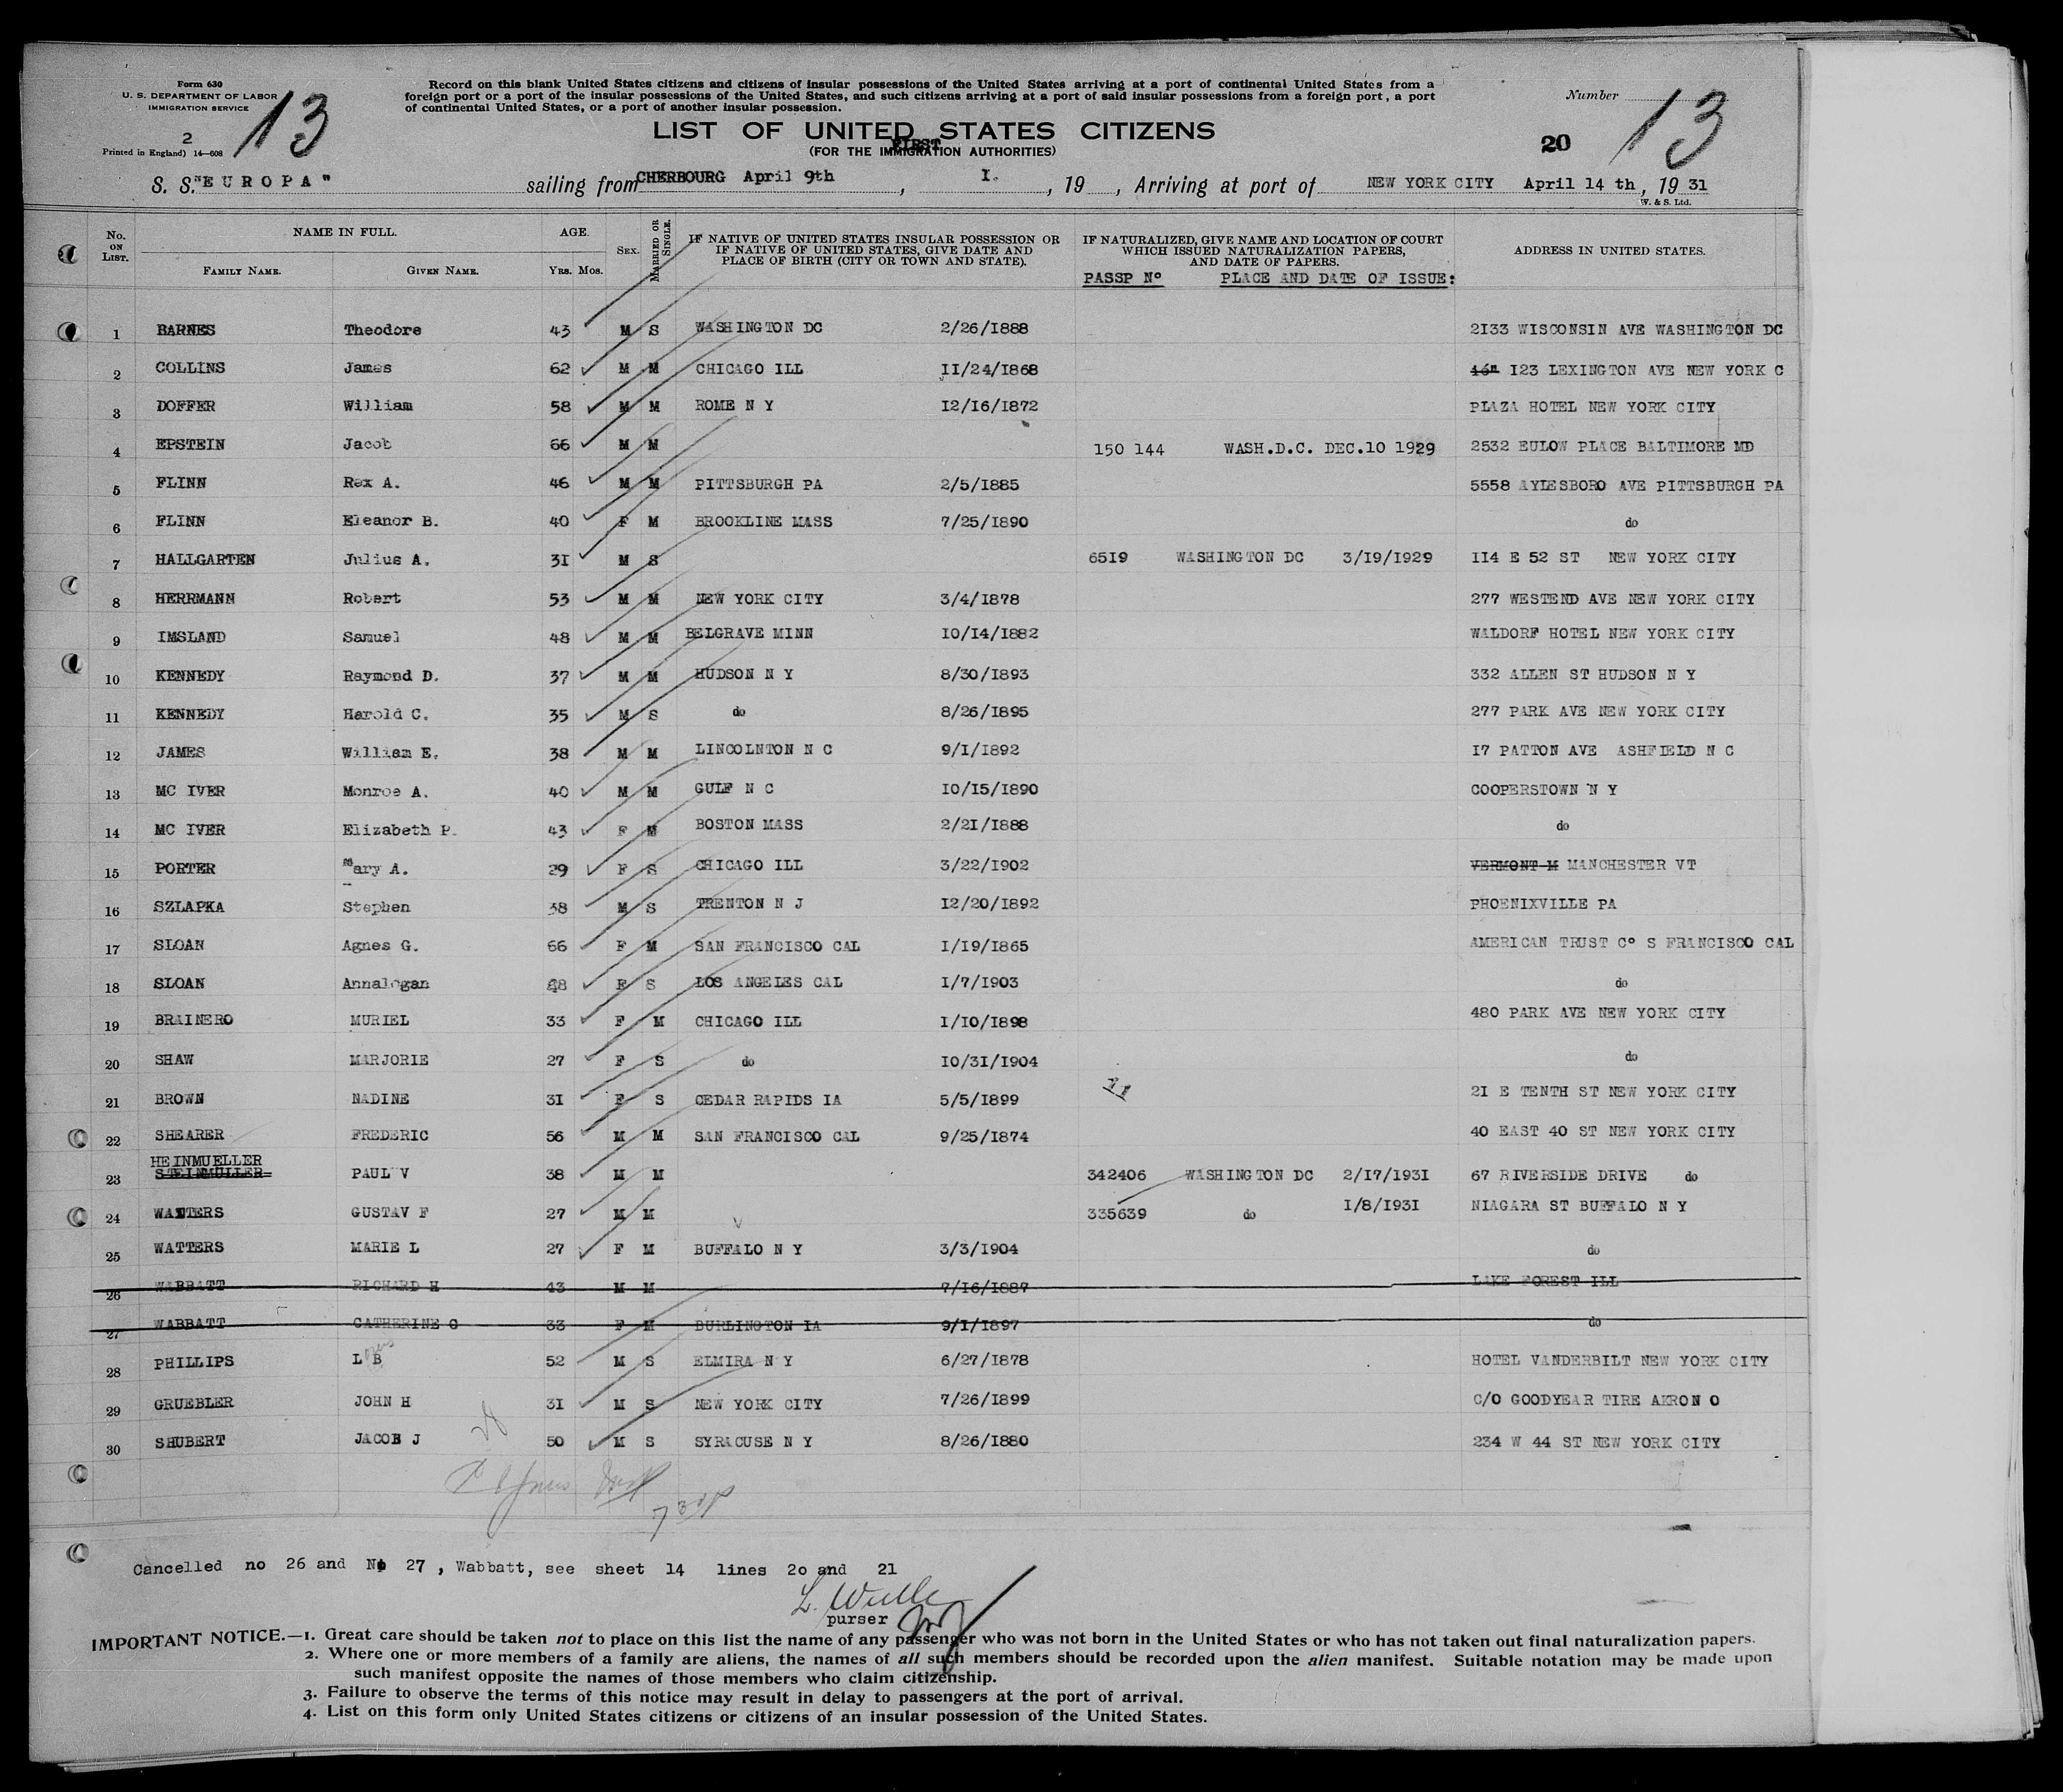 Form 630
U. S. DEPARTMENT OF LABOR
IMMIGRATION SERVICE
2
Printed in England) 14—608
13
Record on this blank United States citizens and citizens of insular possessions of the United States arriving at a port of continental United States from a
foreign port or a port of the insular possessions of the United States, and such citizens arriving at a port of said insular possessions from a foreign port, a port
of continental United States, or a port of another insular possession.
Number
13
20
LIST OF UNITED STATES CITIZENS
FIRST
(FOR THE IMMIGRATION AUTHORITIES)
S. S. "EUROPA" sailing from CHERBOURG April 9th, I., 19 , Arriving at port of NEW YORK CITY April 14 th, 19 31
W. & S. Ltd.
No. ON LIST. NAME IN FULL. FAMILY NAME. GIVEN NAME. AGE. YRS. MOS. SEX. MARRIED OR SINGLE. IF NATIVE OF UNITED STATES INSULAR POSSESSION OR IF NATIVE OF UNITED STATES, GIVE DATE AND PLACE OF BIRTH (CITY OR TOWN AND STATE). IF NATURALIZED, GIVE NAME AND LOCATION OF COURT WHICH ISSUED NATURALIZATION PAPERS, AND DATE OF PAPERS. ADDRESS IN UNITED STATES.
PASSP Nº PLACE AND DATE OF ISSUE:
1 BARNES Theodore 43 M S WASHINGTON DC 2/26/1888 2I33 WISCONSIN AVE WASHINGTON DC
2 COLLINS James 62 M M CHICAGO ILL II/24/1868 I23 LEXINGTON AVE NEW YORK C
3 DOFFER William 58 M M ROME N Y I2/16/1872 PLAZA HOTEL NEW YORK CITY
4 EPSTEIN Jacob 66 M M 150 144 WASH.D.C. DEC.10 1929 2532 EULOW PLACE BALTIMORE MD
5 FLINN Rex A. 46 M M PITTSBURGH PA 2/5/1885 5558 AYLESBORO AVE PITTSBURGH PA
6 FLINN Eleanor B. 40 F M BROOKLINE MASS 7/25/1890 do
7 HALLGARTEN Julius A. 3I M S 65I9 WASHINGTON DC 3/19/1929 II4 E 52 ST NEW YORK CITY
8 HERRMANN Robert 53 M M NEW YORK CITY 3/4/1878 277 WESTEND AVE NEW YORK CITY
9 IMSLAND Samuel 48 M M BELGRAVE MINN IO/14/1882 WALDORF HOTEL NEW YORK CITY
10 KENNEDY Raymond D. 37 M M HUDSON N Y 8/30/1893 332 ALLEN ST HUDSON N Y
11 KENNEDY Harold C. 35 M S do 8/26/1895 277 PARK AVE NEW YORK CITY
12 JAMES William E. 38 M M LINCOLNTON N C 9/1/1892 I7 PATTON AVE ASHFIELD N C
13 MC IVER Monroe A. 40 M M GULF N C IO/15/1890 COOPERSTOWN N Y
14 MC IVER Elizabeth P. 43 F M BOSTON MASS 2/2I/1888 do
15 PORTER Mary A. 29 F S CHICAGO ILL 3/22/1902 VERMONT M MANCHESTER VT
16 SZLAPKA Stephen 38 M S TRENTON N J I2/20/1892 PHOENIXVILLE PA
17 SLOAN Agnes G. 66 F M SAN FRANCISCO CAL I/19/1865 AMERICAN TRUST Cº S FRANCISCO CAL
18 SLOAN Annalogan 48 F S LOS ANGELES CAL I/7/1903 do
19 BRAINERO MURIEL 33 F M CHICAGO ILL I/10/1898 480 PARK AVE NEW YORK CITY
20 SHAW MARJORIE 27 F S do IO/3I/1904 do
21 BROWN NADINE 3I F S CEDAR RAPIDS IA 5/5/1899 2I E TENTH ST NEW YORK CITY
22 SHEARER FREDERIC 56 M M SAN FRANCISCO CAL 9/25/1874 40 EAST 40 ST NEW YORK CITY
HEINMUELLER
23 STEINMULLER PAUL V 38 M M 342406 WASHINGTON DC 2/17/193I 67 RIVERSIDE DRIVE do
24 WATTERS GUSTAV F 27 M M 335639 do I/8/193I NIAGARA ST BUFFALO N Y
25 WATTERS MARIE L 27 F M BUFFALO N Y 3/3/1904 do
26 WABBATT RICHARD H 43 M M 7/16/1887 LAKE FOREST ILL
27 WABBATT CATHERINE C 33 F M BURLINGTON IA 9/I/1897 do
28 PHILLIPS L B 52 M S ELMIRA N Y 6/27/1878 HOTEL VANDERBILT NEW YORK CITY
29 GRUEBLER JOHN H 3I M S NEW YORK CITY 7/26/1899 C/O GOODYEAR TIRE AKRON O
30 SHUBERT JACOB J 50 M S SYRACUSE N Y 8/26/1880 234 W 44 ST NEW YORK CITY
Cancelled no 26 and No 27 , Wabbatt, see sheet 14 lines 20 and 21
purser
IMPORTANT NOTICE.—1. Great care should be taken not to place on this list the name of any passenger who was not born in the United States or who has not taken out final naturalization papers.
2. Where one or more members of a family are aliens, the names of all such members should be recorded upon the alien manifest. Suitable notation may be made upon
such manifest opposite the names of those members who claim citizenship.
3. Failure to observe the terms of this notice may result in delay to passengers at the port of arrival.
4. List on this form only United States citizens or citizens of an insular possession of the United States.